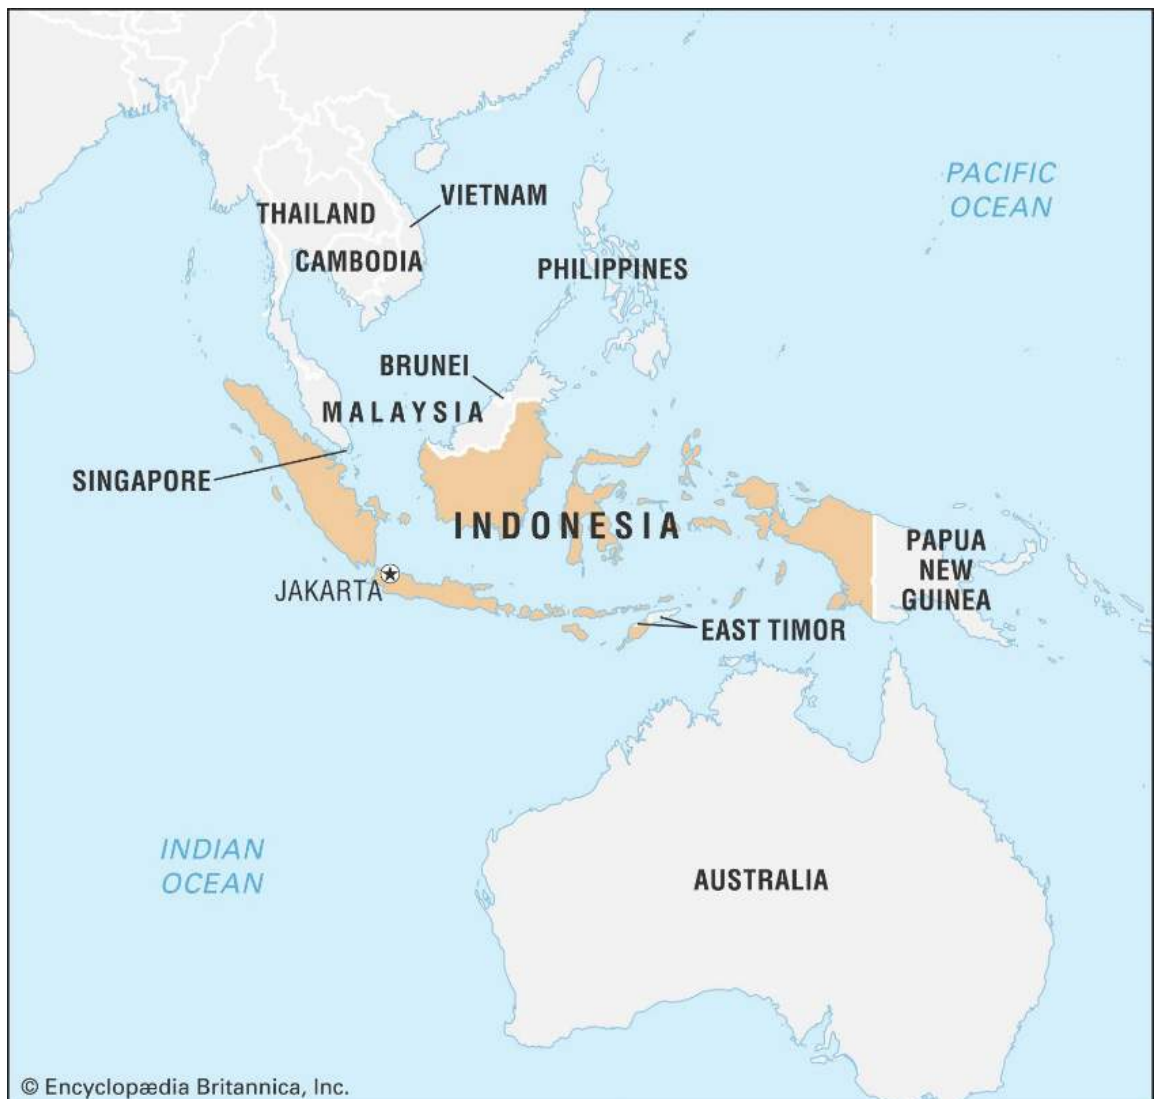 PACIFIC
OCEAN
VIETNAM
THAILAND
CAMBODIA
PHILIPPINES
BRUNEI
MALAYSIA
SINGAPORE
INDONESIA
PAPUA
NEW
GUINEA
JAKARTA
EAST TIMOR
INDIAN
OCEAN
AUSTRALIA
© Encyclopædia Britannica, Inc.